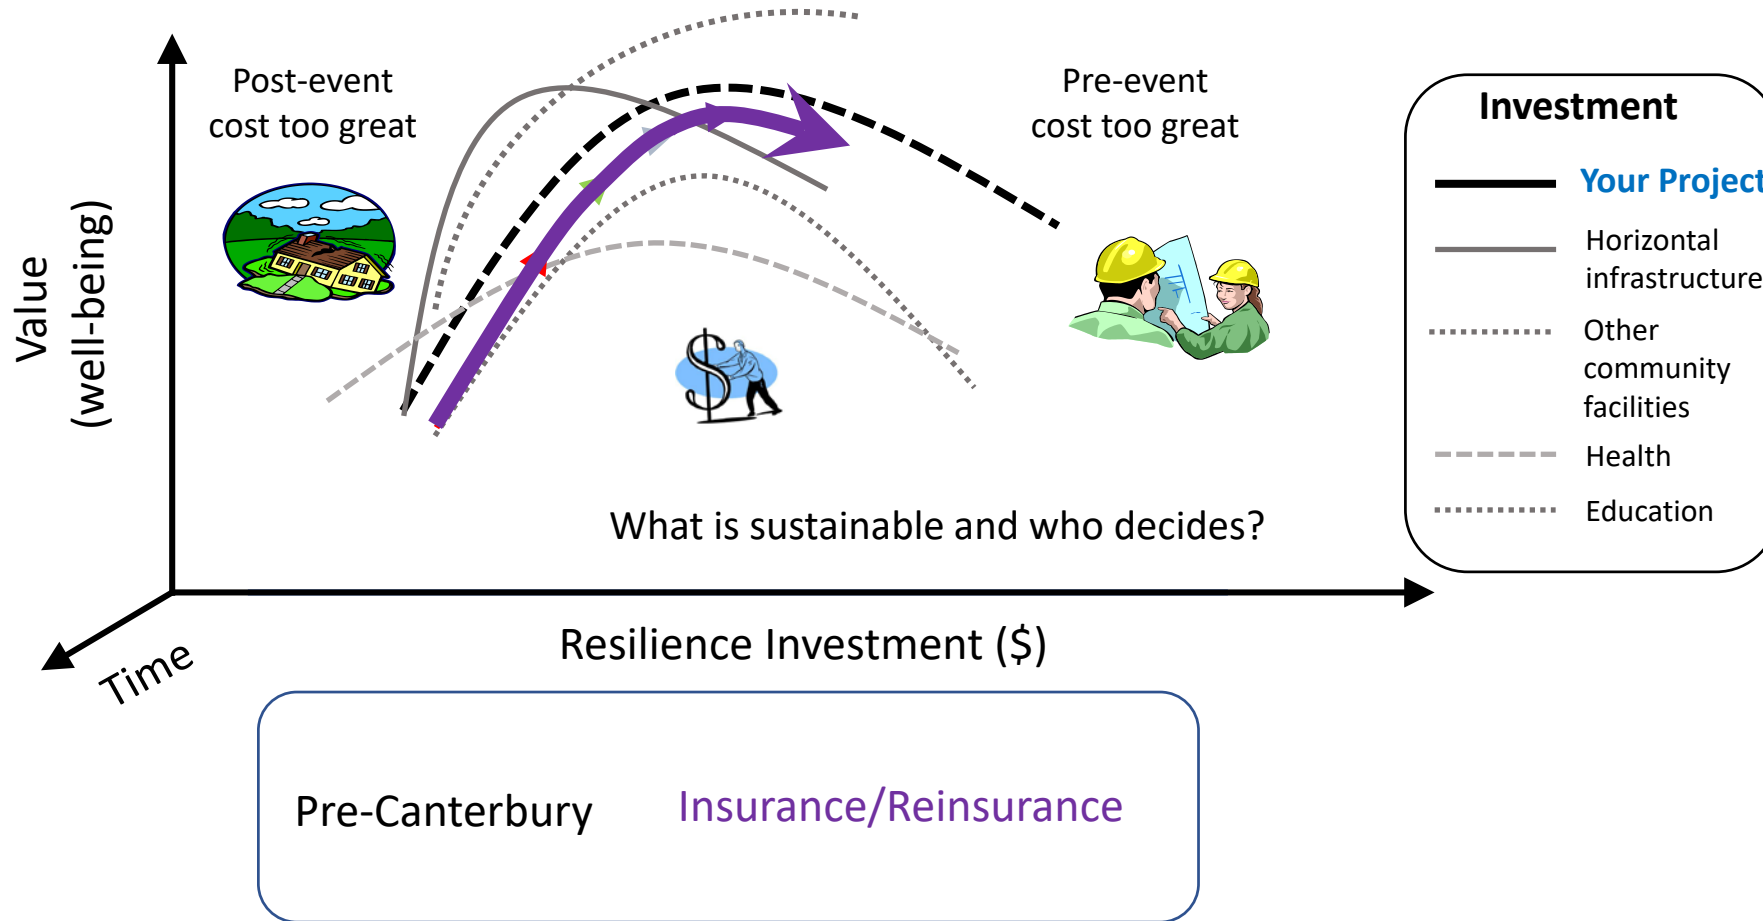 Post-event
cost too great
Pre-event
cost too great
Value
(well-being)
Investment
Your Project
Horizontal
infrastructure
Other
community
facilities
Health
Education
$
What is sustainable and who decides?
Time
Resilience Investment ($)
Pre-Canterbury
Insurance/Reinsurance